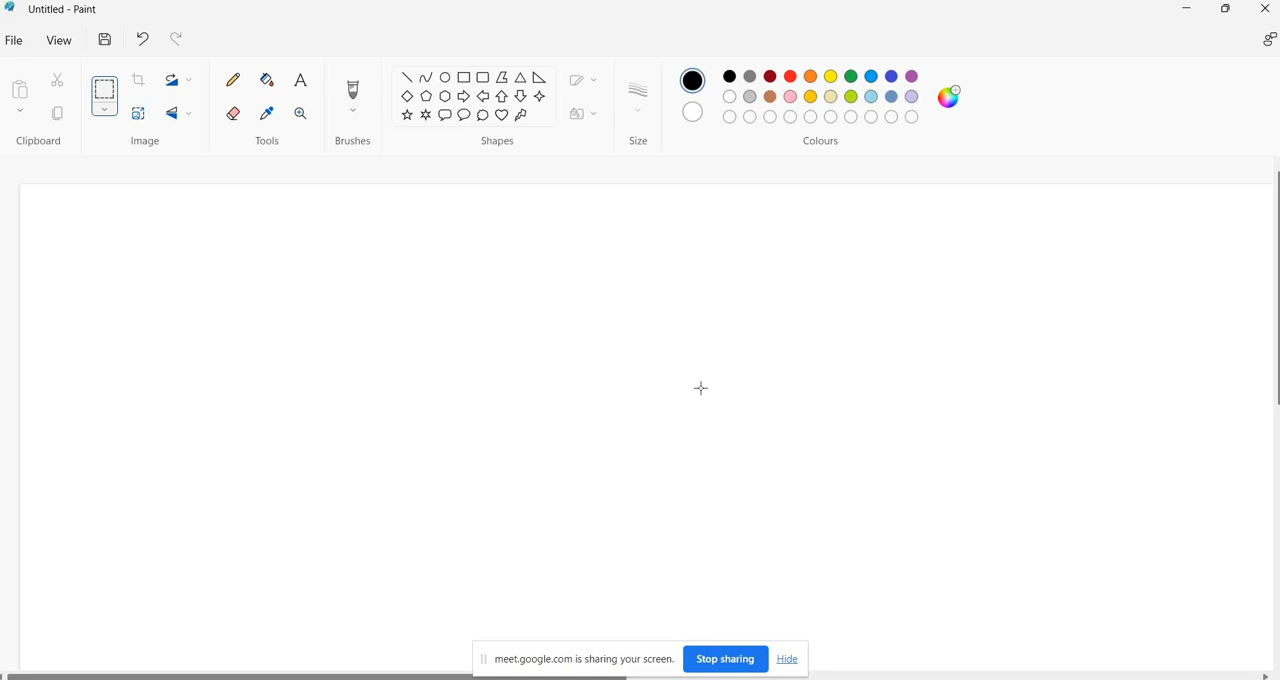 Untitled - Paint
File View
Clipboard Image Tools Brushes Shapes Size Colours
meet.google.com is sharing your screen. Stop sharing Hide